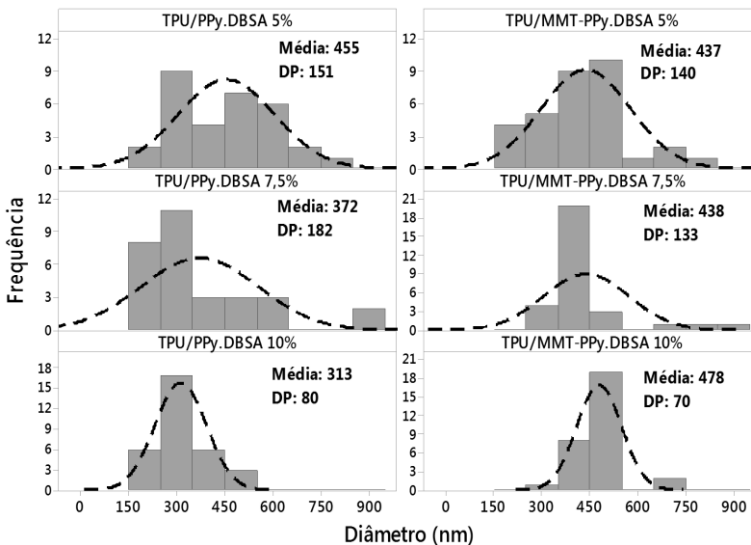 TPU/PPy.DBSA 5%
TPU/MMT-PPy.DBSA 5%
12
9
6
3
0
Média: 455
DP: 151
12
9
6
3
0
Média: 437
DP: 140
TPU/PPy.DBSA 7,5%
TPU/MMT-PPy.DBSA 7,5%
12
9
6
3
0
Média: 372
DP: 182
21
18
15
12
9
6
3
0
Média: 438
DP: 133
TPU/PPy.DBSA 10%
TPU/MMT-PPy.DBSA 10%
18
15
12
9
6
3
0
Média: 313
DP: 80
21
18
15
12
9
6
3
0
Média: 478
DP: 70
0 150 300 450 600 750 900
0 150 300 450 600 750 900
Frequência
Diâmetro (nm)